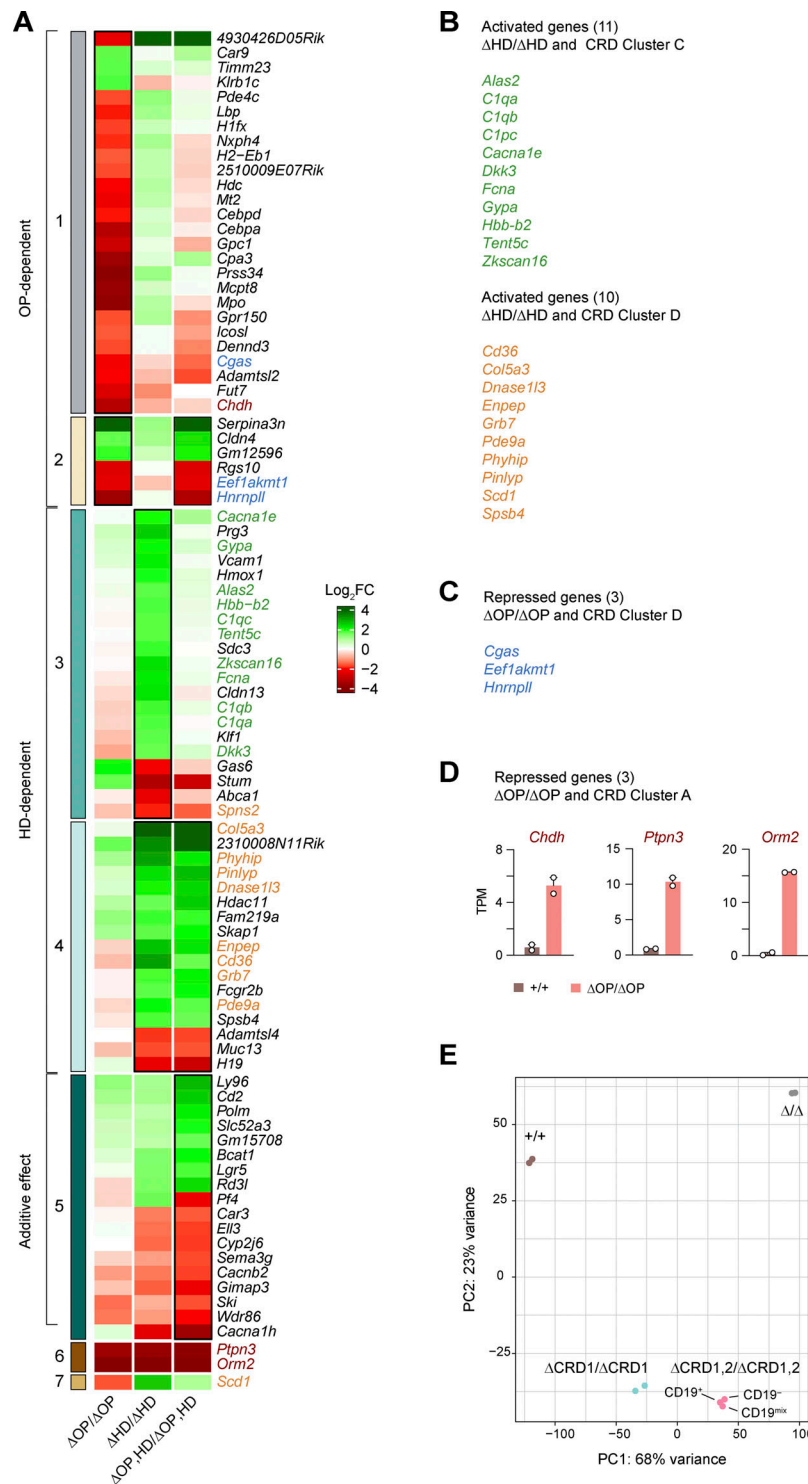 A
OP-dependent
HD-dependent
Additive effect
1
2
3
4
5
6
7
4930426D05Rik
Car9
Timm23
Klrb1c
Pde4c
Lbp
H1fx
Nxph4
H2−Eb1
2510009E07Rik
Hdc
Mt2
Cebpd
Cebpa
Gpc1
Cpa3
Prss34
Mcpt8
Mpo
Gpr150
Icosl
Dennd3
Cgas
Adamtsl2
Fut7
Chdh
Serpina3n
Cldn4
Gm12596
Rgs10
Eef1akmt1
Hnrnpll
Cacna1e
Prg3
Gypa
Vcam1
Hmox1
Alas2
Hbb−b2
C1qc
Tent5c
Sdc3
Zkscan16
Fcna
Cldn13
C1qb
C1qa
Klf1
Dkk3
Gas6
Stum
Abca1
Spns2
Col5a3
2310008N11Rik
Phyhip
Pinlyp
Dnase1l3
Hdac11
Fam219a
Skap1
Enpep
Cd36
Grb7
Fcgr2b
Pde9a
Spsb4
Adamtsl4
Muc13
H19
Ly96
Cd2
Polm
Slc52a3
Gm15708
Bcat1
Lgr5
Rd3l
Pf4
Car3
Ell3
Cyp2j6
Sema3g
Cacnb2
Gimap3
Ski
Wdr86
Cacna1h
Ptpn3
Orm2
Scd1
ΔOP/ΔOP
ΔHD/ΔHD
ΔOP,HD/ΔOP,HD
Log2FC
4
2
0
−2
−4
B
Activated genes (11)
ΔHD/ΔHD and CRD Cluster C
Alas2
C1qa
C1qb
C1pc
Cacna1e
Dkk3
Fcna
Gypa
Hbb-b2
Tent5c
Zkscan16
Activated genes (10)
ΔHD/ΔHD and CRD Cluster D
Cd36
Col5a3
Dnase1l3
Enpep
Grb7
Pde9a
Phyhip
Pinlyp
Scd1
Spsb4
C
Repressed genes (3)
ΔOP/ΔOP and CRD Cluster D
Cgas
Eef1akmt1
Hnrnpll
D
Repressed genes (3)
ΔOP/ΔOP and CRD Cluster A
Chdh
Ptpn3
Orm2
TPM
6
3
0
15
10
5
0
20
10
0
+/+
ΔOP/ΔOP
E
PC2: 23% variance
50
25
0
−25
+/+
Δ/Δ
ΔCRD1/ΔCRD1
ΔCRD1,2/ΔCRD1,2
CD19+
CD19−
CD19mix
−100
−50
0
50
100
PC1: 68% variance